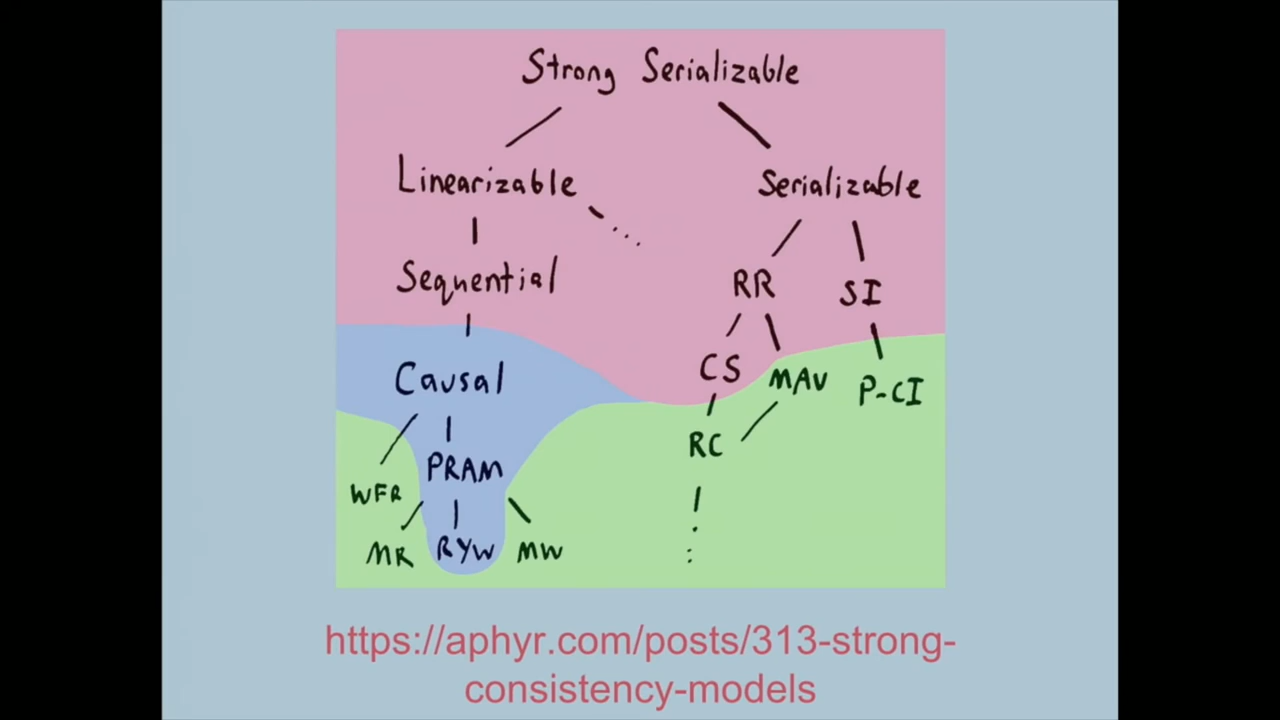 Strong Serializable
Linearizable
Serializable
Sequential
RR
SI
Causal
CS
MAV
P-CI
RC
PRAM
WFR
MR
RYW
MW
https://aphyr.com/posts/313-strong-
consistency-models